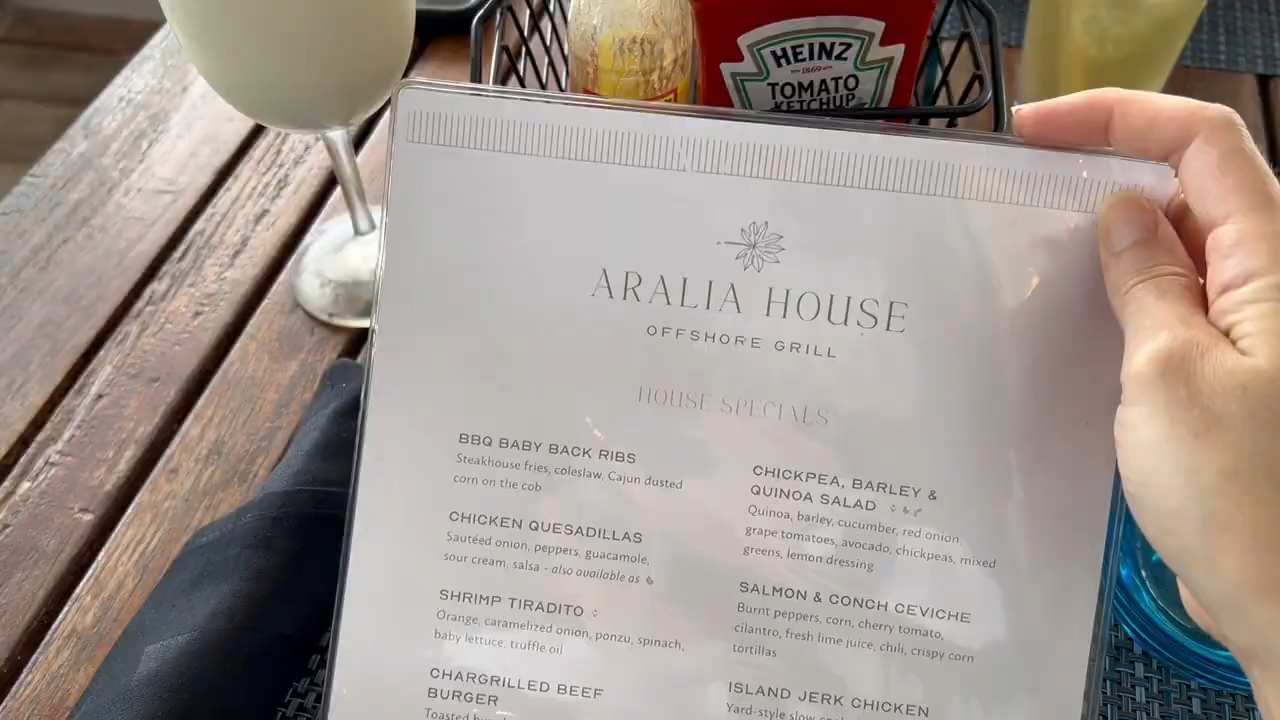 HEINZ
1869
TOMATO
KETCHUP
ARALIA HOUSE
OFFSHORE GRILL
HOUSE SPECIALS
BBQ BABY BACK RIBS
Steakhouse fries, coleslaw, Cajun dusted
corn on the cob
CHICKEN QUESADILLAS
Sautéed onion, peppers, guacamole,
sour cream, salsa - also available as
SHRIMP TIRADITO
Orange, caramelized onion, ponzu, spinach,
baby lettuce, truffle oil
CHARGRILLED BEEF
BURGER
Toasted
CHICKPEA, BARLEY &
QUINOA SALAD
Quinoa, barley, cucumber, red onion
grape tomatoes, avocado, chickpeas, mixed
greens, lemon dressing
SALMON & CONCH CEVICHE
Burnt peppers, corn, cherry tomato,
cilantro, fresh lime juice, chili, crispy corn
tortillas
ISLAND JERK CHICKEN
Yard-style slow